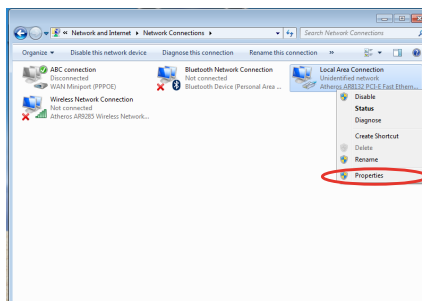 Network and Internet ▸ Network Connections ▸
Search Network Connections
Organize Disable this network device Diagnose this connection Rename this connection »
ABC connection
Disconnected
WAN Miniport (PPPOE)
Bluetooth Network Connection
Not connected
Bluetooth Device (Personal Area ...
Local Area Connection
Unidentified network
Atheros AR8132 PCI-E Fast Ethern...
Wireless Network Connection
Not connected
Atheros AR9285 Wireless Network...
Disable
Status
Diagnose
Create Shortcut
Delete
Rename
Properties